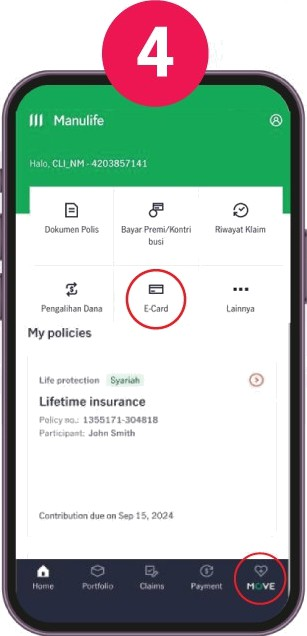 4
Manulife
Halo, CLI_NM - 4203857141
Dokumen Polis
Bayar Premi/Kontri
busi
Riwayat Klaim
Pengalihan Dana
E-Card
Lainnya
My policies
Life protection Syariah
Lifetime insurance
Policy no.: 1355171-304818
Participant: John Smith
Contribution due on Sep 15, 2024
Home
Portfolio
Claims
Payment
MOVE